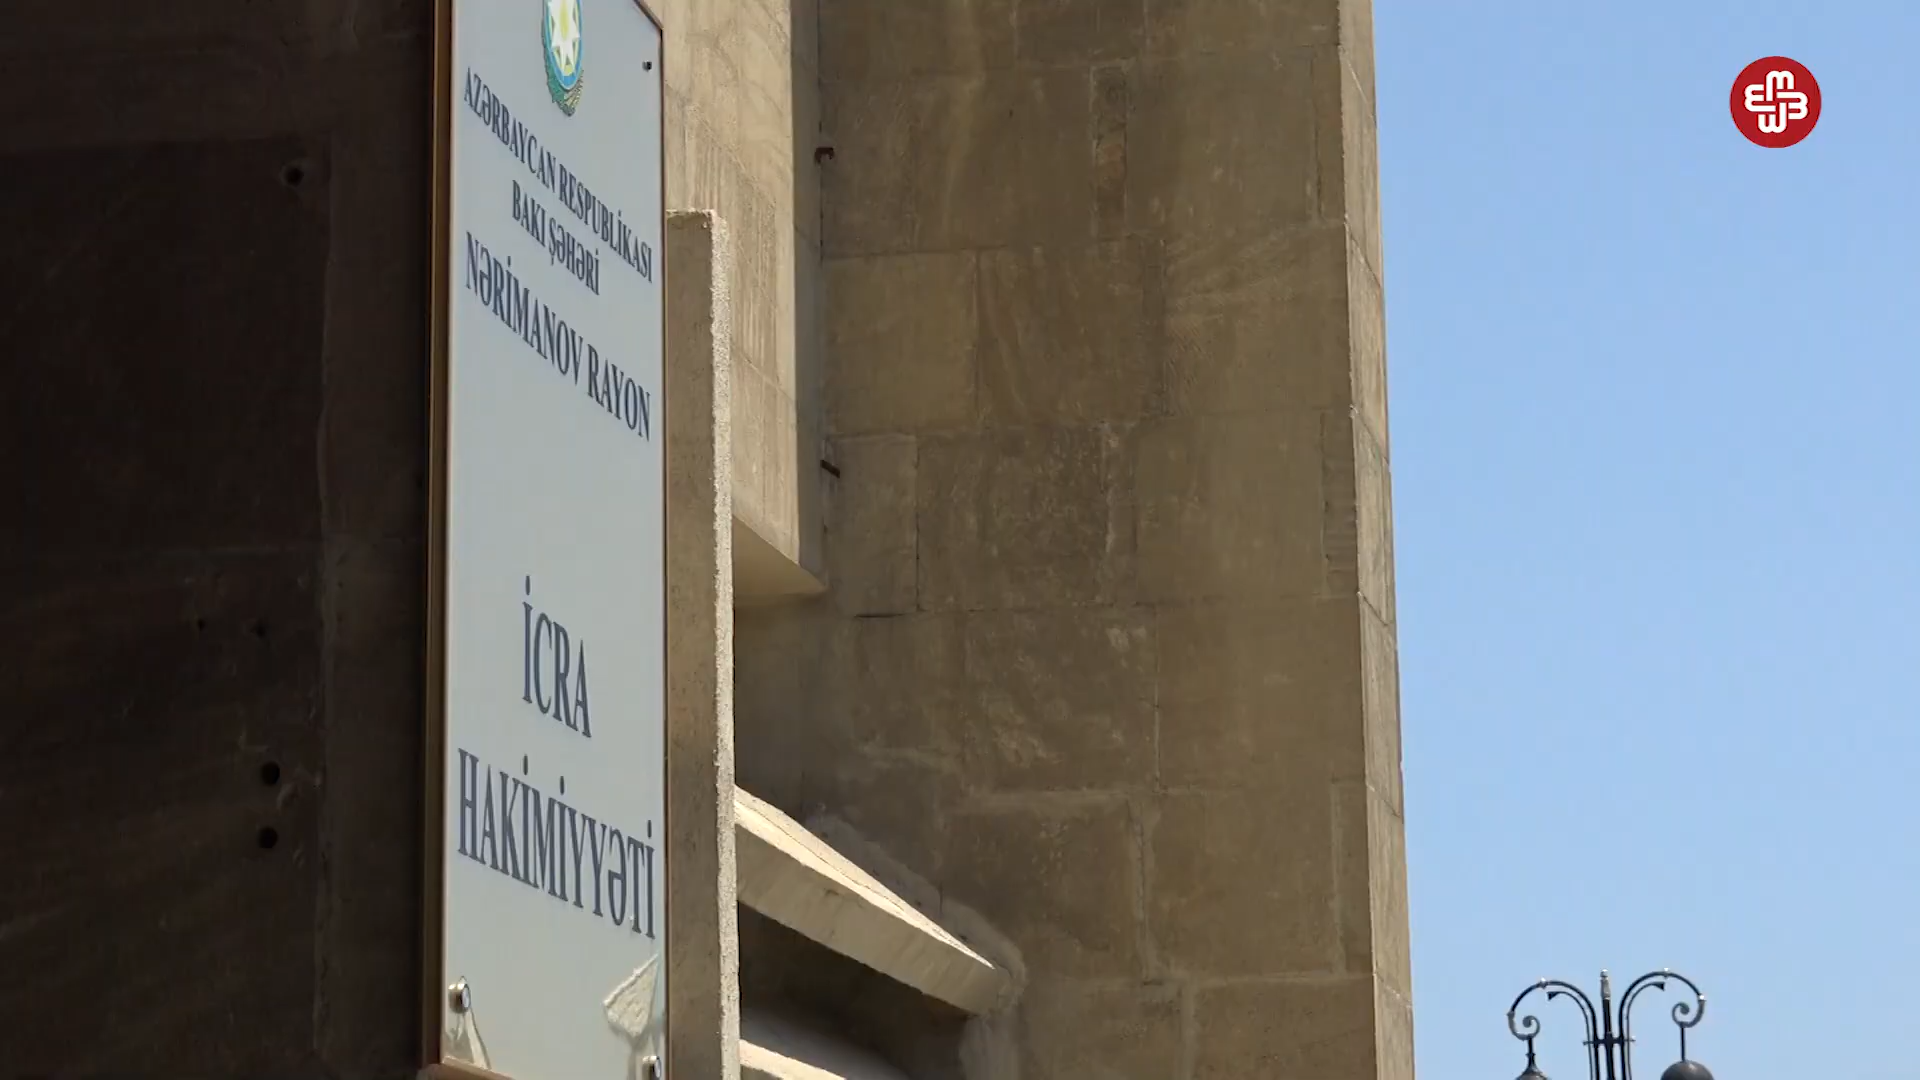 AZƏRBAYCAN RESPUBLİKASI
BAKI ŞƏHƏRİ
NƏRİMANOV RAYON
İCRA
HAKİMİYYƏTİ